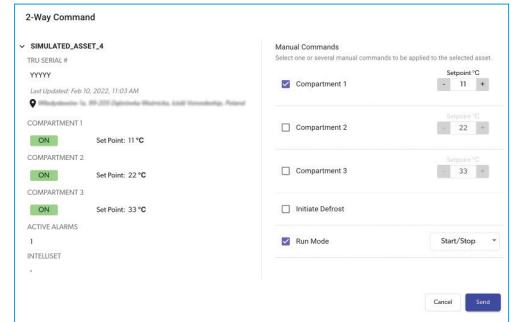 2-Way Command
SIMULATED_ASSET_4
TRU SERIAL #
YYYYY
Last Updated: Feb 10, 2022, 11:03 AM
COMPARTMENT 1
ON Set Point: 11 °C
COMPARTMENT 2
ON Set Point: 22 °C
COMPARTMENT 3
ON Set Point: 33 °C
ACTIVE ALARMS
1
INTELLISET
-
Manual Commands
Select one or several manual commands to be applied to the selected asset.
Setpoint °C
Compartment 1 - 11 +
Setpoint °C
Compartment 2 - 22 +
Setpoint °C
Compartment 3 - 33 +
Initiate Defrost
Run Mode Start/Stop
Cancel Send